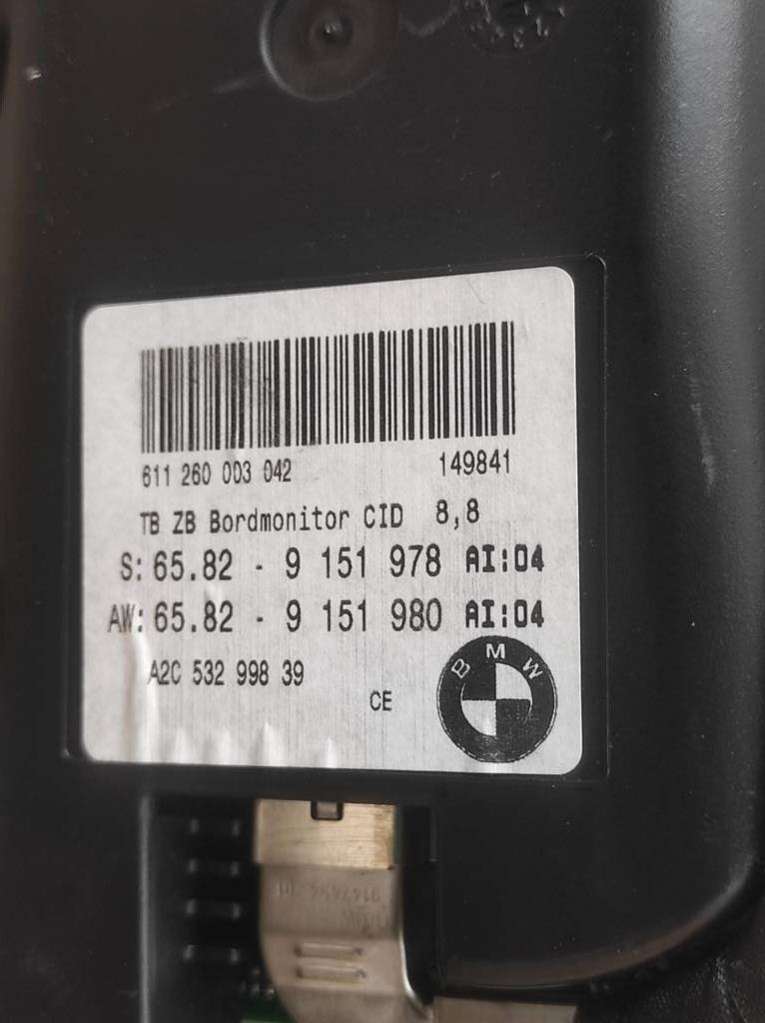 611 260 003 042 149841
TB ZB Bordmonitor CID 8,8
S: 65.82 - 9 151 978 AI:04
AW: 65.82 - 9 151 980 AI:04
A2C 532 998 39
CE
BMW